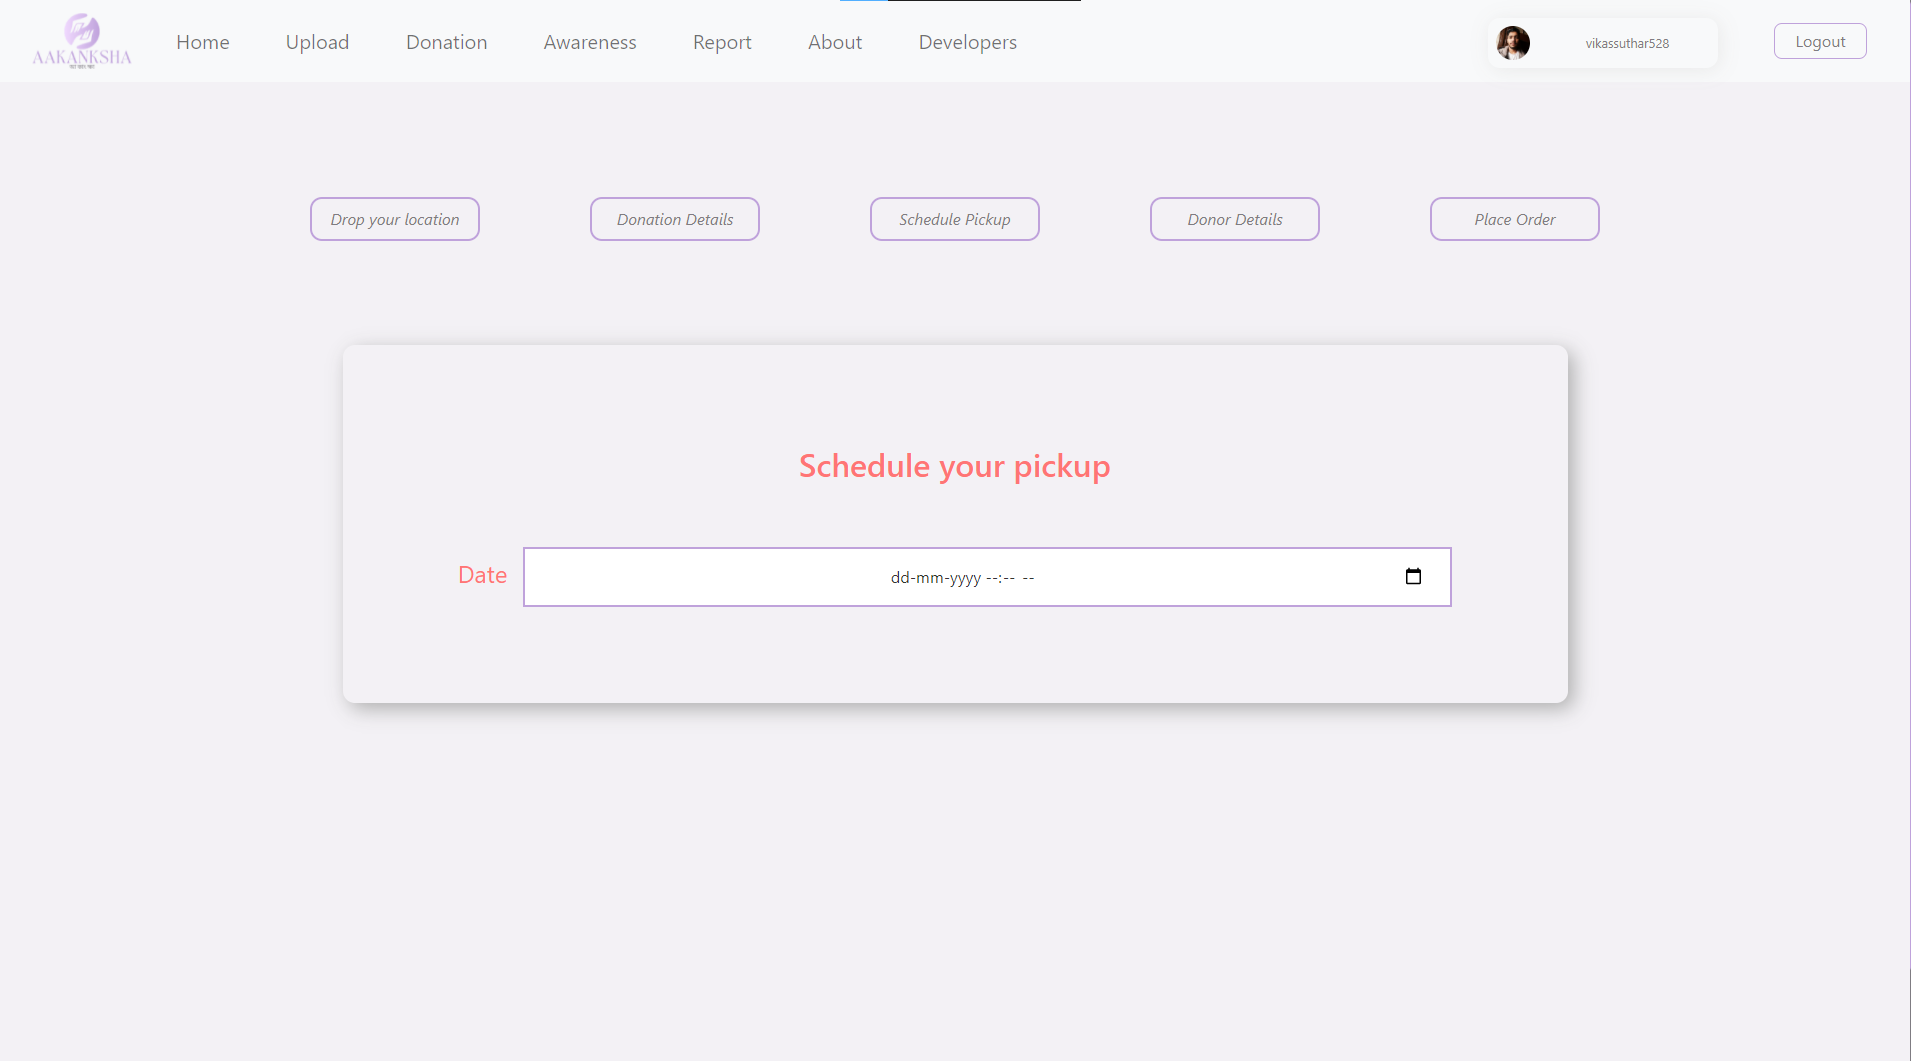 AAKANKSHA
Home
Upload
Donation
Awareness
Report
About
Developers
vikassuthar528
Logout
Drop your location
Donation Details
Schedule Pickup
Donor Details
Place Order
Schedule your pickup
Date
dd-mm-yyyy --:-- --